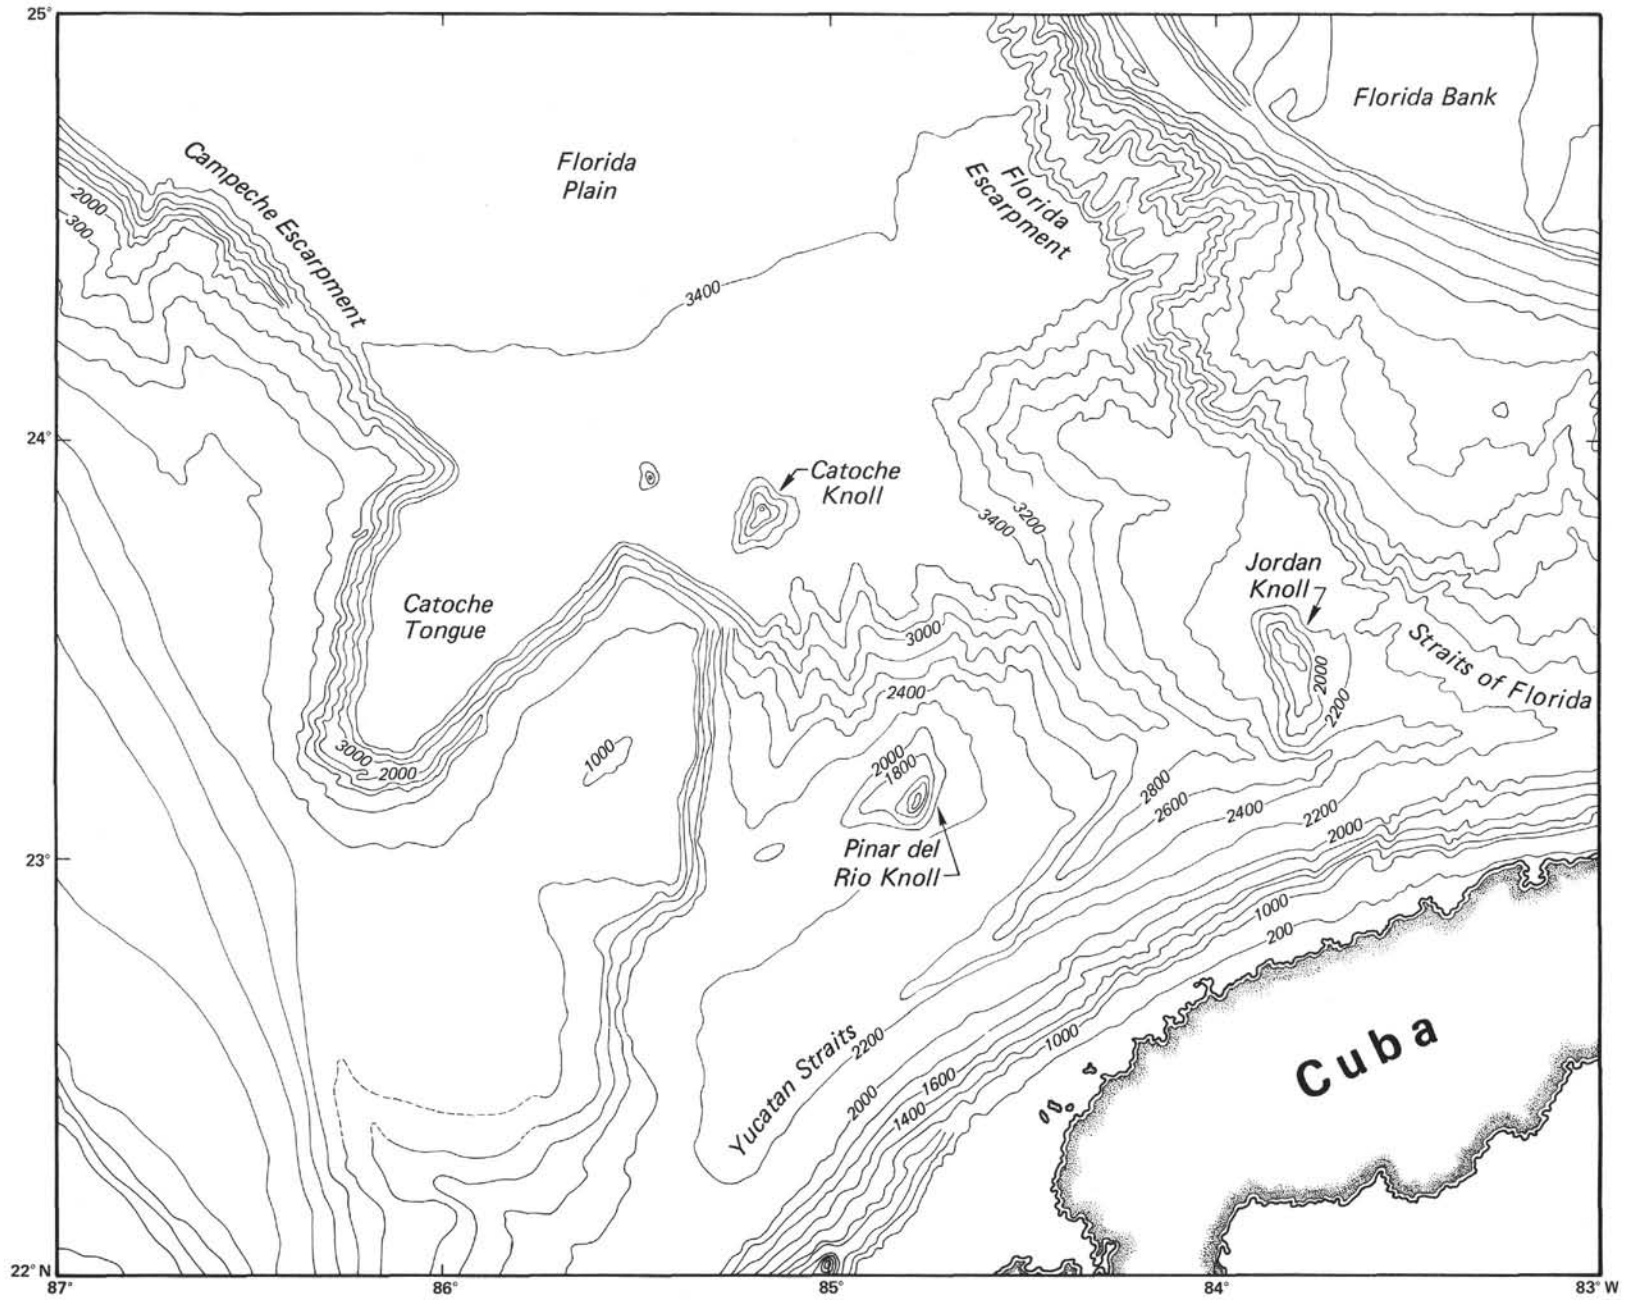 25°
Florida Bank
Campeche Escarpment
Florida
Plain
Florida
Escarpment
2000
300
3400
24°
Catoche
Knoll
3400
3200
Jordan
Knoll
Catoche
Tongue
3000
2000
2200
Straits of Florida
2400
3000
2000
1000
2000
1800
2800
2600
2400
2200
2000
Pinar del
Rio Knoll
23°
1000
200
Yucatan Straits
2200
1000
2000
1600
1400
Cuba
22° N
87°
86°
85°
84°
83° W